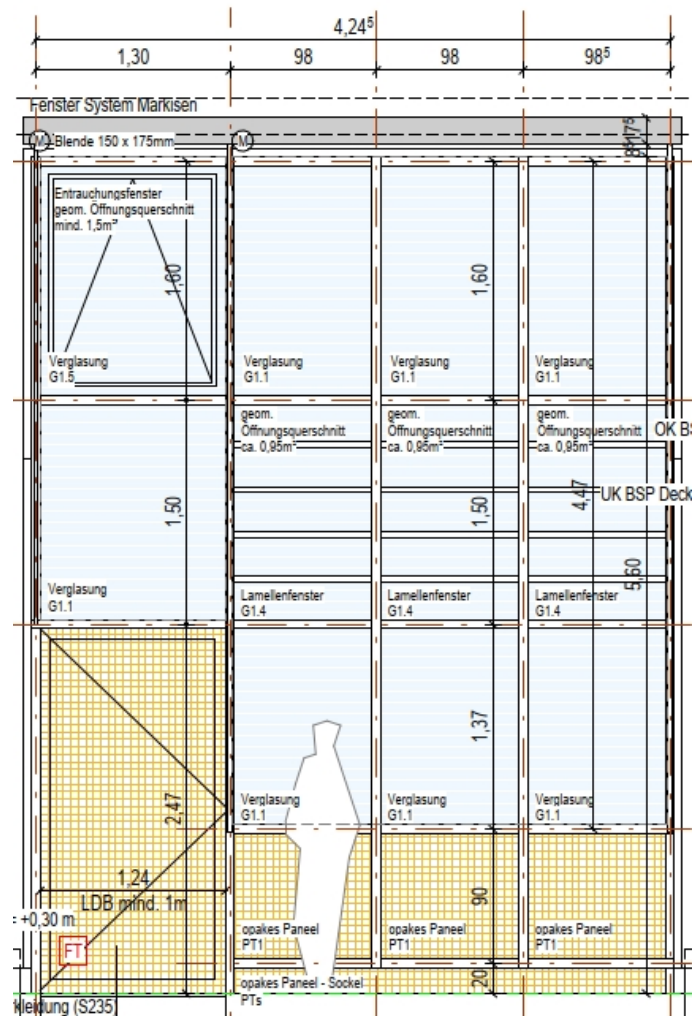 4,24⁵
1,30 98 98 98⁵
Fenster System Markisen
M Blende 150 x 175mm M
17⁵
8⁵
Entrauchungsfenster
geom. Öffnungsquerschnitt
mind. 1,5m²
1,60 1,60
Verglasung
G1.5
Verglasung
G1.1
Verglasung
G1.1
Verglasung
G1.1
geom.
Öffnungsquerschnitt
ca. 0,95m²
geom.
Öffnungsquerschnitt
ca. 0,95m²
geom.
Öffnungsquerschnitt
ca. 0,95m²
OK BS
4,47
UK BSP Deck
1,50 1,50
5,60
Verglasung
G1.1
Lamellenfenster
G1.4
Lamellenfenster
G1.4
Lamellenfenster
G1.4
1,37
2,47
Verglasung
G1.1
Verglasung
G1.1
Verglasung
G1.1
1,24
LDB mind. 1m
90
= +0,30 m
FT
opakes Paneel
PT1
opakes Paneel
PT1
opakes Paneel
PT1
20
opakes Paneel - Sockel
PTs
rkleidung (S235)